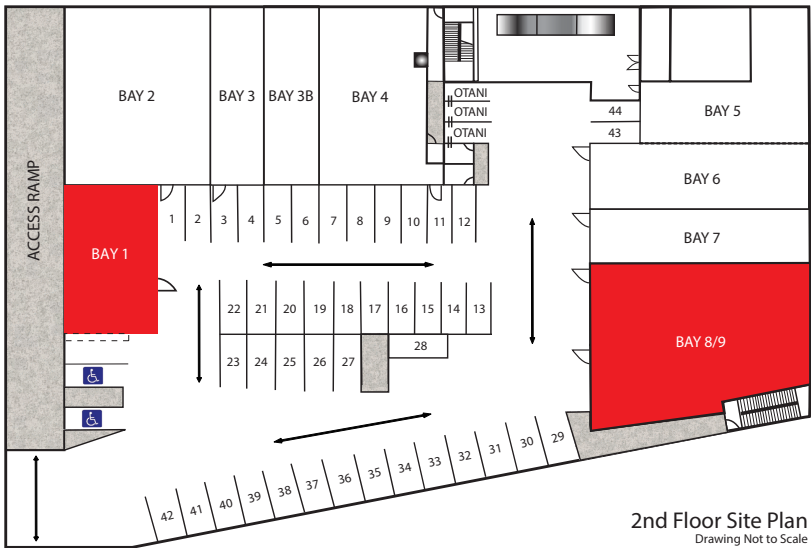 OTANI
OTANI
OTANI
BAY 2
BAY 3
BAY 3B
BAY 4
44
43
BAY 5
BAY 6
BAY 7
ACCESS RAMP
BAY 1
1 2 3 4 5 6 7 8 9 10 11 12
22 21 20 19 18 17 16 15 14 13
23 24 25 26 27
28
BAY 8/9
42 41 40 39 38 37 36 35 34 33 32 31 30 29
2nd Floor Site Plan
Drawing Not to Scale